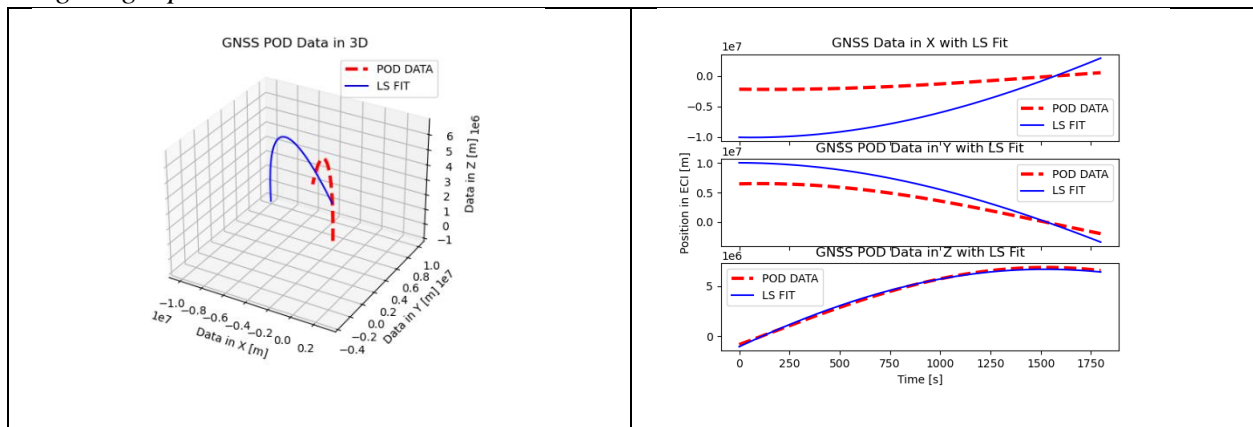 GNSS POD Data in 3D
POD DATA
LS FIT
6
5
4
3
2
1
0
−1
Data in Z [m] 1e6
1.0
0.8
0.6
0.4
0.2
0.0
−0.2
−0.4
Data in Y [m] 1e7
−1.0
−0.8
−0.6
−0.4
−0.2
0.0
0.2
1e7
Data in X [m]
GNSS Data in X with LS Fit
1e7
0.0
−0.5
−1.0
POD DATA
LS FIT
GNSS POD Data in Y with LS Fit
1e7
1.0
0.5
0.0
POD DATA
LS FIT
Position in ECI [m]
GNSS POD Data in Z with LS Fit
1e6
5
0
POD DATA
LS FIT
0 250 500 750 1000 1250 1500 1750
Time [s]